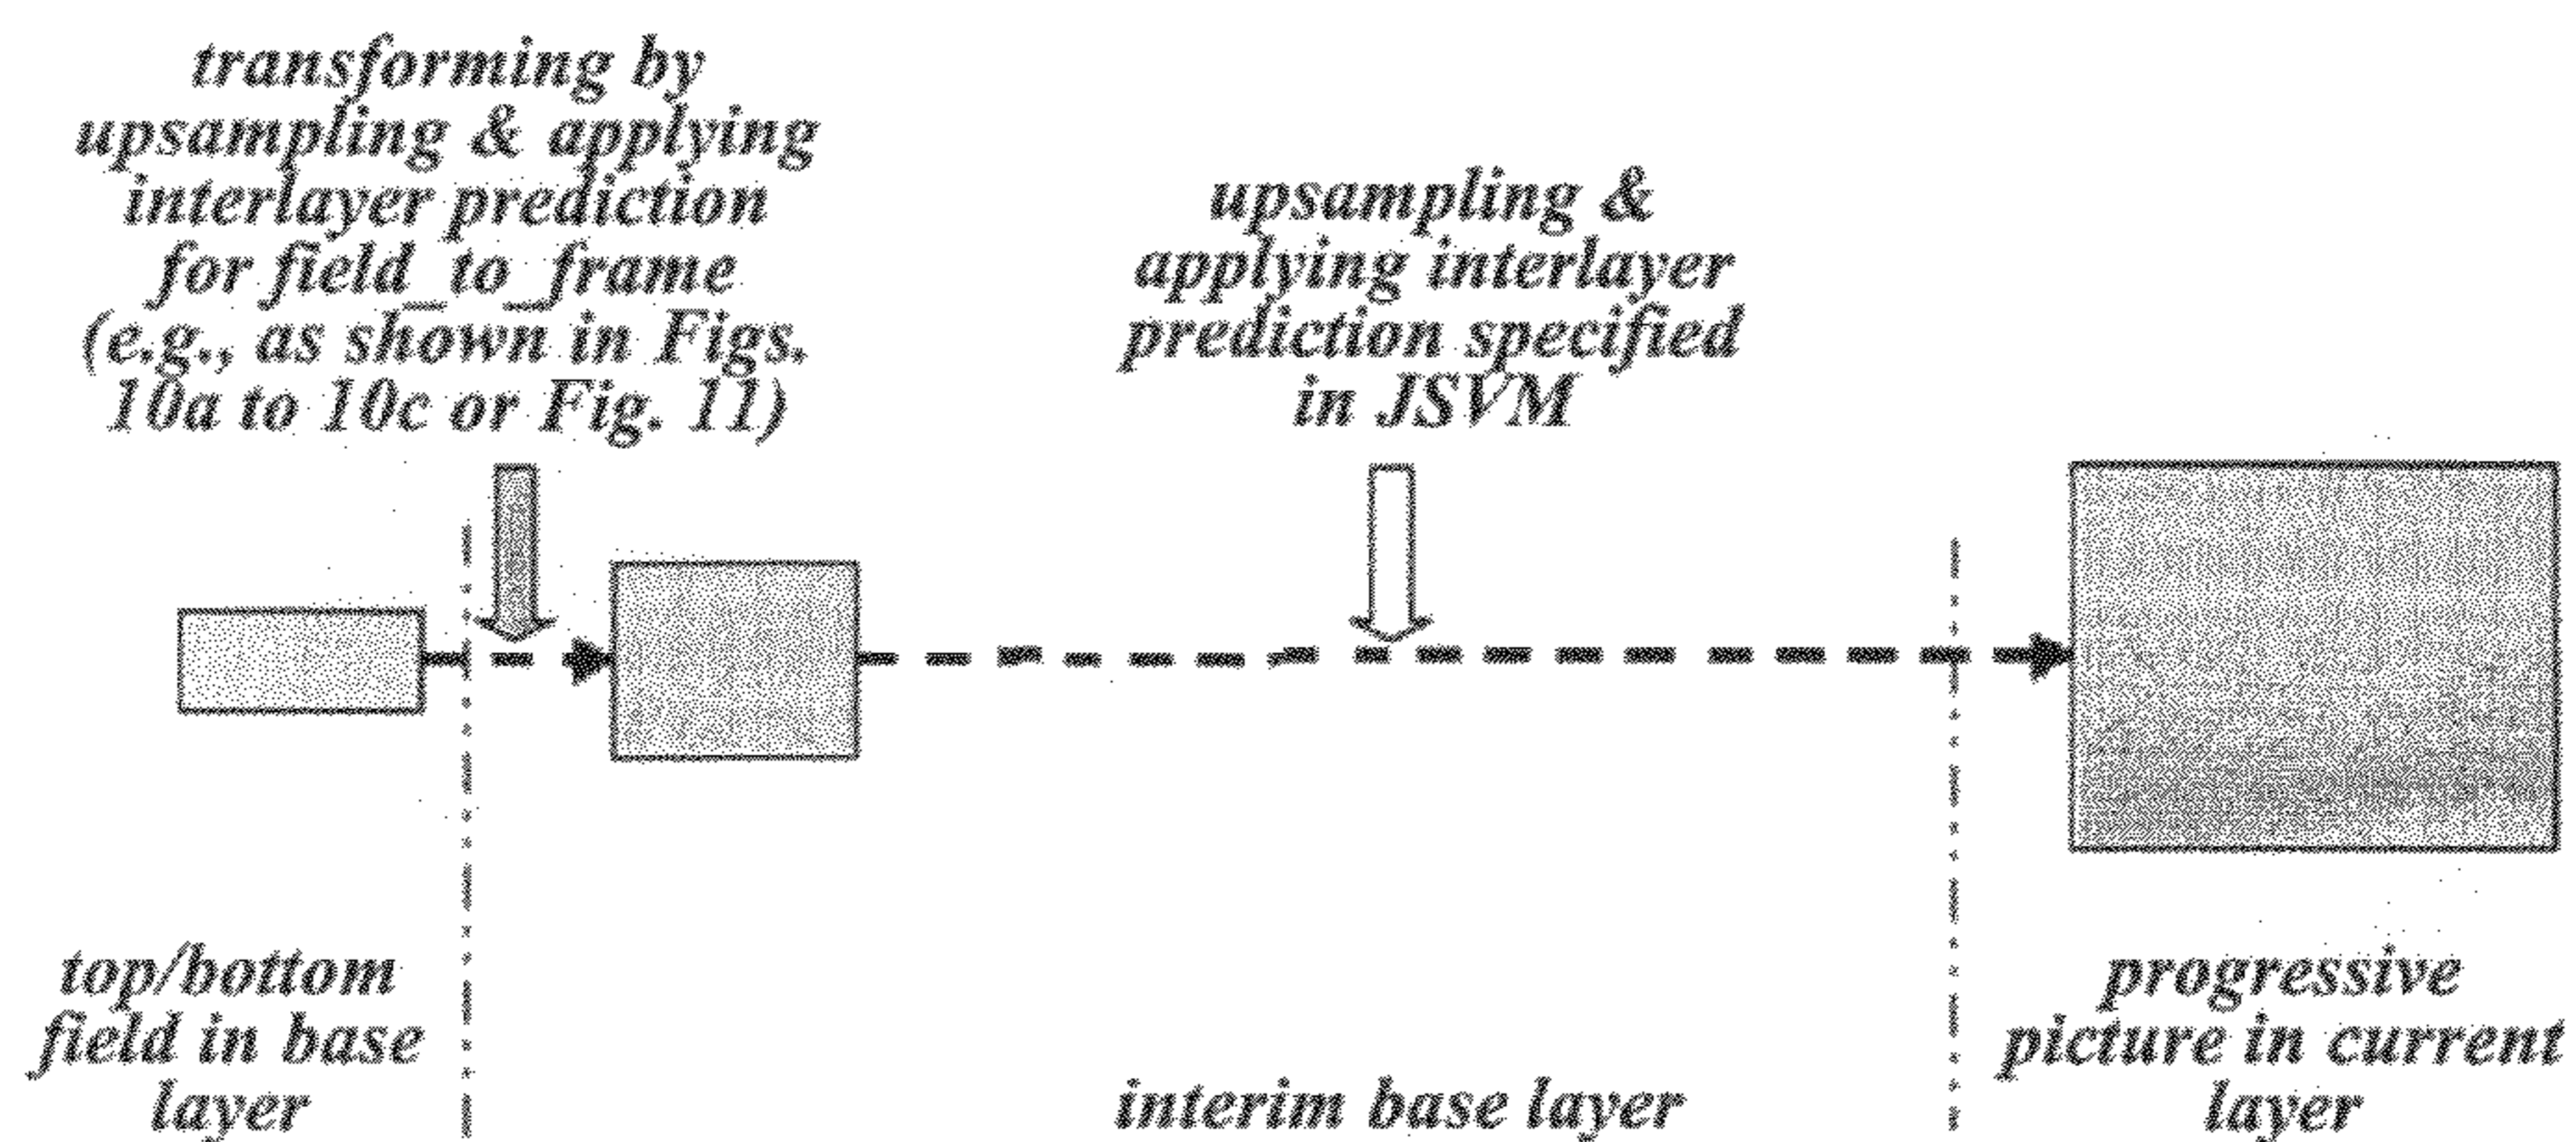 transforming by
upsampling & applying
interlayer prediction
for field_to_frame
(e.g., as shown in Figs.
10a to 10c or Fig. 11)
upsampling &
applying interlayer
prediction specified
in JSVM
top/bottom
field in base
layer
interim base layer
progressive
picture in current
layer